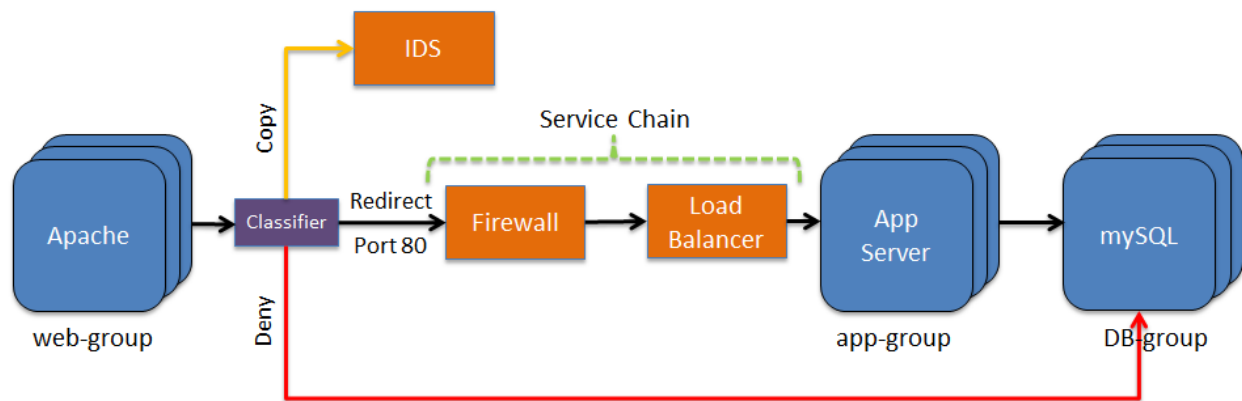 IDS
Copy
Service Chain
Apache
Classifier
Redirect
Port 80
Firewall
Load
Balancer
App
Server
mySQL
Deny
web-group
app-group
DB-group